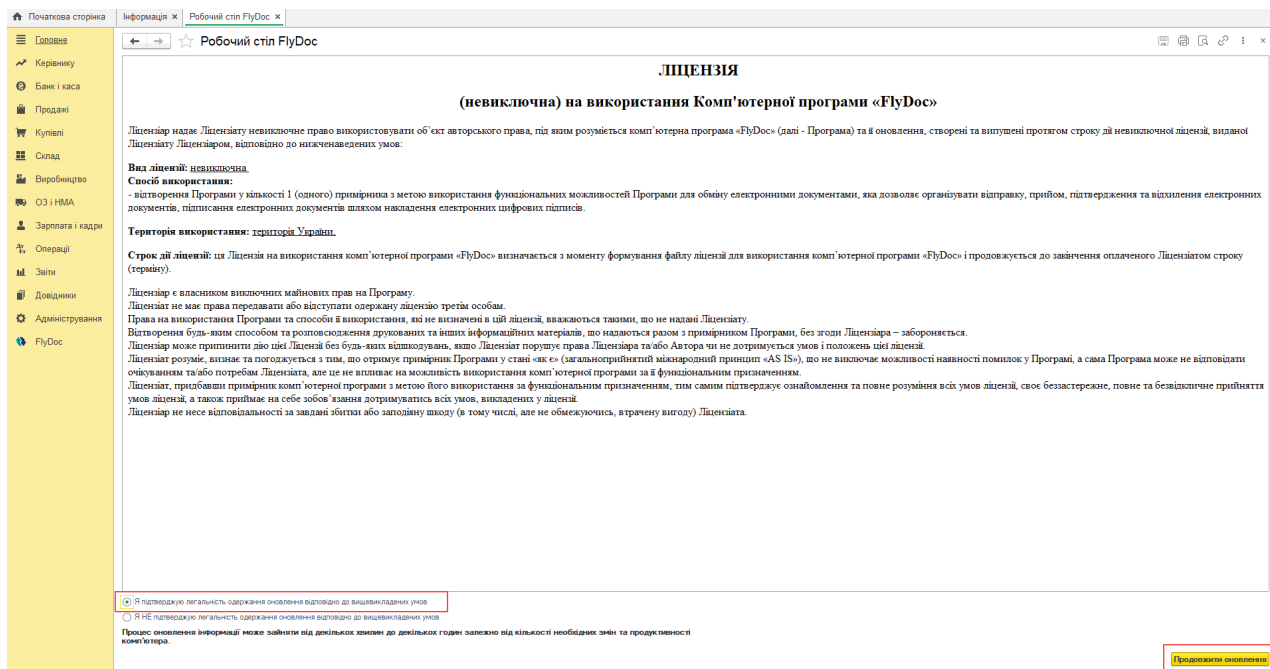 Початкова сторінка
Інформація ×
Робочий стіл FlyDoc ×
Головне
Керівнику
Банк і каса
Продажі
Купівлі
Склад
Виробництво
ОЗ і НМА
Зарплата і кадри
Операції
Звіти
Довідники
Адміністрування
FlyDoc
Робочий стіл FlyDoc
ЛІЦЕНЗІЯ
(невиключна) на використання Комп'ютерної програми «FlyDoc»
Ліцензіар надає Ліцензіату невиключне право використовувати об’єкт авторського права, під яким розуміється комп’ютерна програма «FlyDoc» (далі - Програма) та її оновлення, створені та випущені протягом строку дії невиключної ліцензії, виданої
Ліцензіату Ліцензіаром, відповідно до нижченаведених умов:
Вид ліцензії: невиключна.
Спосіб використання:
- відтворення Програми у кількості 1 (одного) примірника з метою використання функціональних можливостей Програми для обміну електронними документами, яка дозволяє організувати відправку, прийом, підтвердження та відхилення електронних
документів, підписання електронних документів шляхом накладення електронних цифрових підписів.
Територія використання: територія України.
Строк дії ліцензії: ця Ліцензія на використання комп’ютерної програми «FlyDoc» визначається з моменту формування файлу ліцензії для використання комп’ютерної програми «FlyDoc» і продовжується до закінчення оплаченого Ліцензіатом строку
(терміну).
Ліцензіар є власником виключних майнових прав на Програму.
Ліцензіат не має права передавати або відступати одержану ліцензію третім особам.
Права на використання Програми та способи її використання, які не визначені в цій ліцензії, вважаються такими, що не надані Ліцензіату.
Відтворення будь-яким способом та розповсюдження друкованих та інших інформаційних матеріалів, що надаються разом з примірником Програми, без згоди Ліцензіара – забороняється.
Ліцензіар може припинити дію цієї Ліцензії без будь-яких відшкодувань, якщо Ліцензіат порушує права Ліцензіара та/або Автора чи не дотримується умов і положень цієї ліцензії.
Ліцензіат розуміє, визнає та погоджується з тим, що отримує примірник Програми у стані «як є» (загальноприйнятий міжнародний принцип «AS IS»), що не виключає можливості наявності помилок у Програмі, а сама Програма може не відповідати
очікуванням та/або потребам Ліцензіата, але це не впливає на можливість використання комп’ютерної програми за її функціональним призначенням.
Ліцензіат, придбавши примірник комп’ютерної програми з метою його використання за функціональним призначенням, тим самим підтверджує ознайомлення та повне розуміння всіх умов ліцензії, своє беззастережне, повне та безвідкличне прийняття
умов ліцензії, а також приймає на себе зобов’язання дотримуватись всіх умов, викладених у ліцензії.
Ліцензіар не несе відповідальності за завдані збитки або заподіяну шкоду (в тому числі, але не обмежуючись, втрачену вигоду) Ліцензіата.
Я підтверджую легальність одержання оновлення відповідно до вищевикладених умов
Я НЕ підтверджую легальність одержання оновлення відповідно до вищевикладених умов
Процес оновлення інформації може зайняти від декількох хвилин до декількох годин залежно від кількості необхідних змін та продуктивності
комп'ютера.
Продовжити оновлення